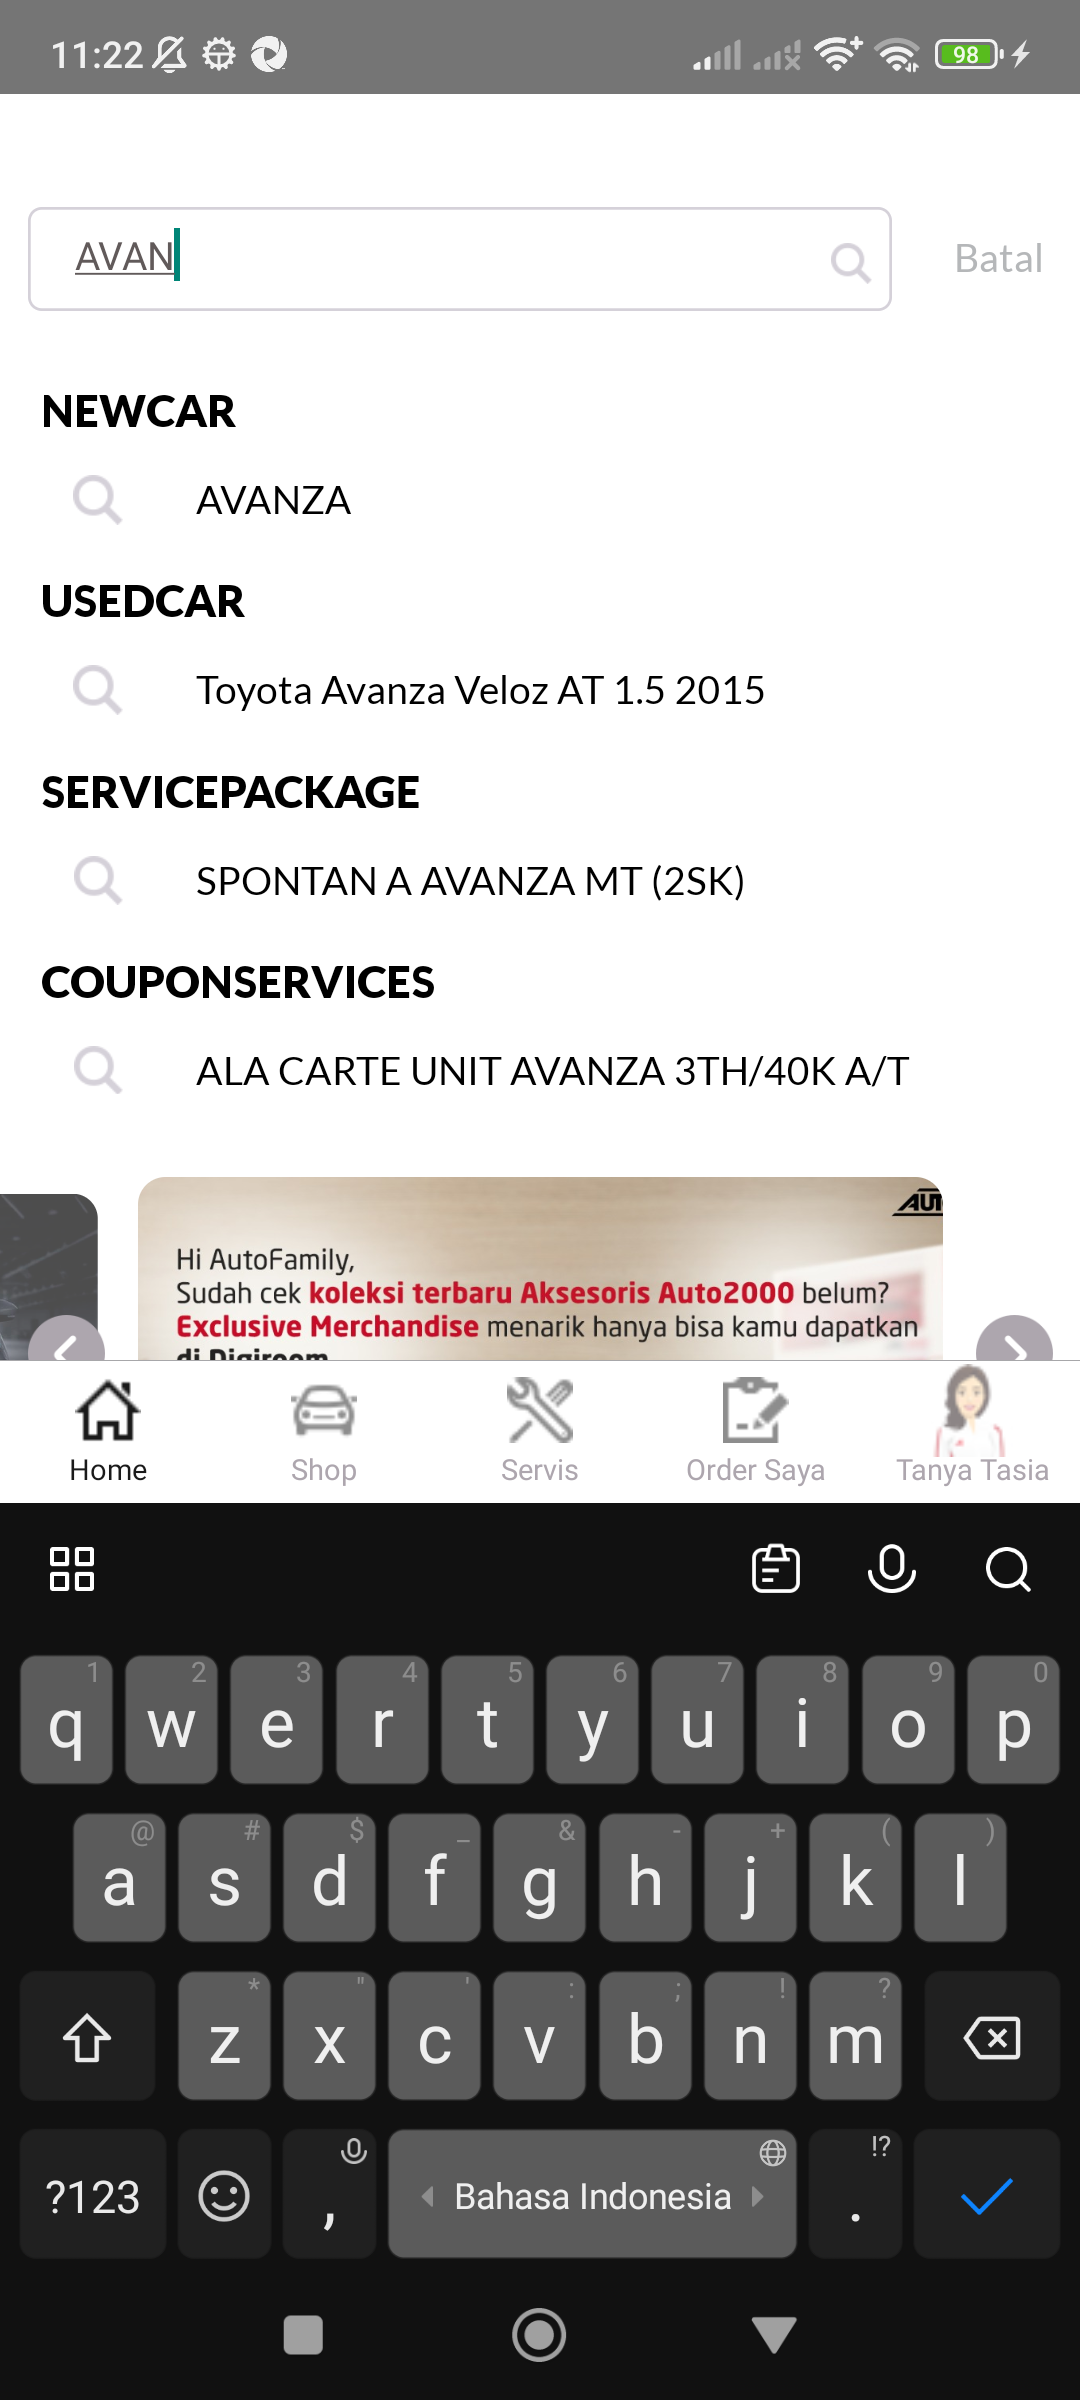 11:22
98
AVAN
Batal
NEWCAR
AVANZA
USEDCAR
Toyota Avanza Veloz AT 1.5 2015
SERVICEPACKAGE
SPONTAN A AVANZA MT (2SK)
COUPONSERVICES
ALA CARTE UNIT AVANZA 3TH/40K A/T
Hi AutoFamily,
Sudah cek koleksi terbaru Aksesoris Auto2000 belum?
Exclusive Merchandise menarik hanya bisa kamu dapatkan
di Digiroom
Home Shop Servis Order Saya Tanya Tasia
1 2 3 4 5 6 7 8 9 0
q w e r t y u i o p
@ # $ _ & - + ( )
a s d f g h j k l
* " ' : ; ! ?
z x c v b n m
!?
?123 , Bahasa Indonesia .